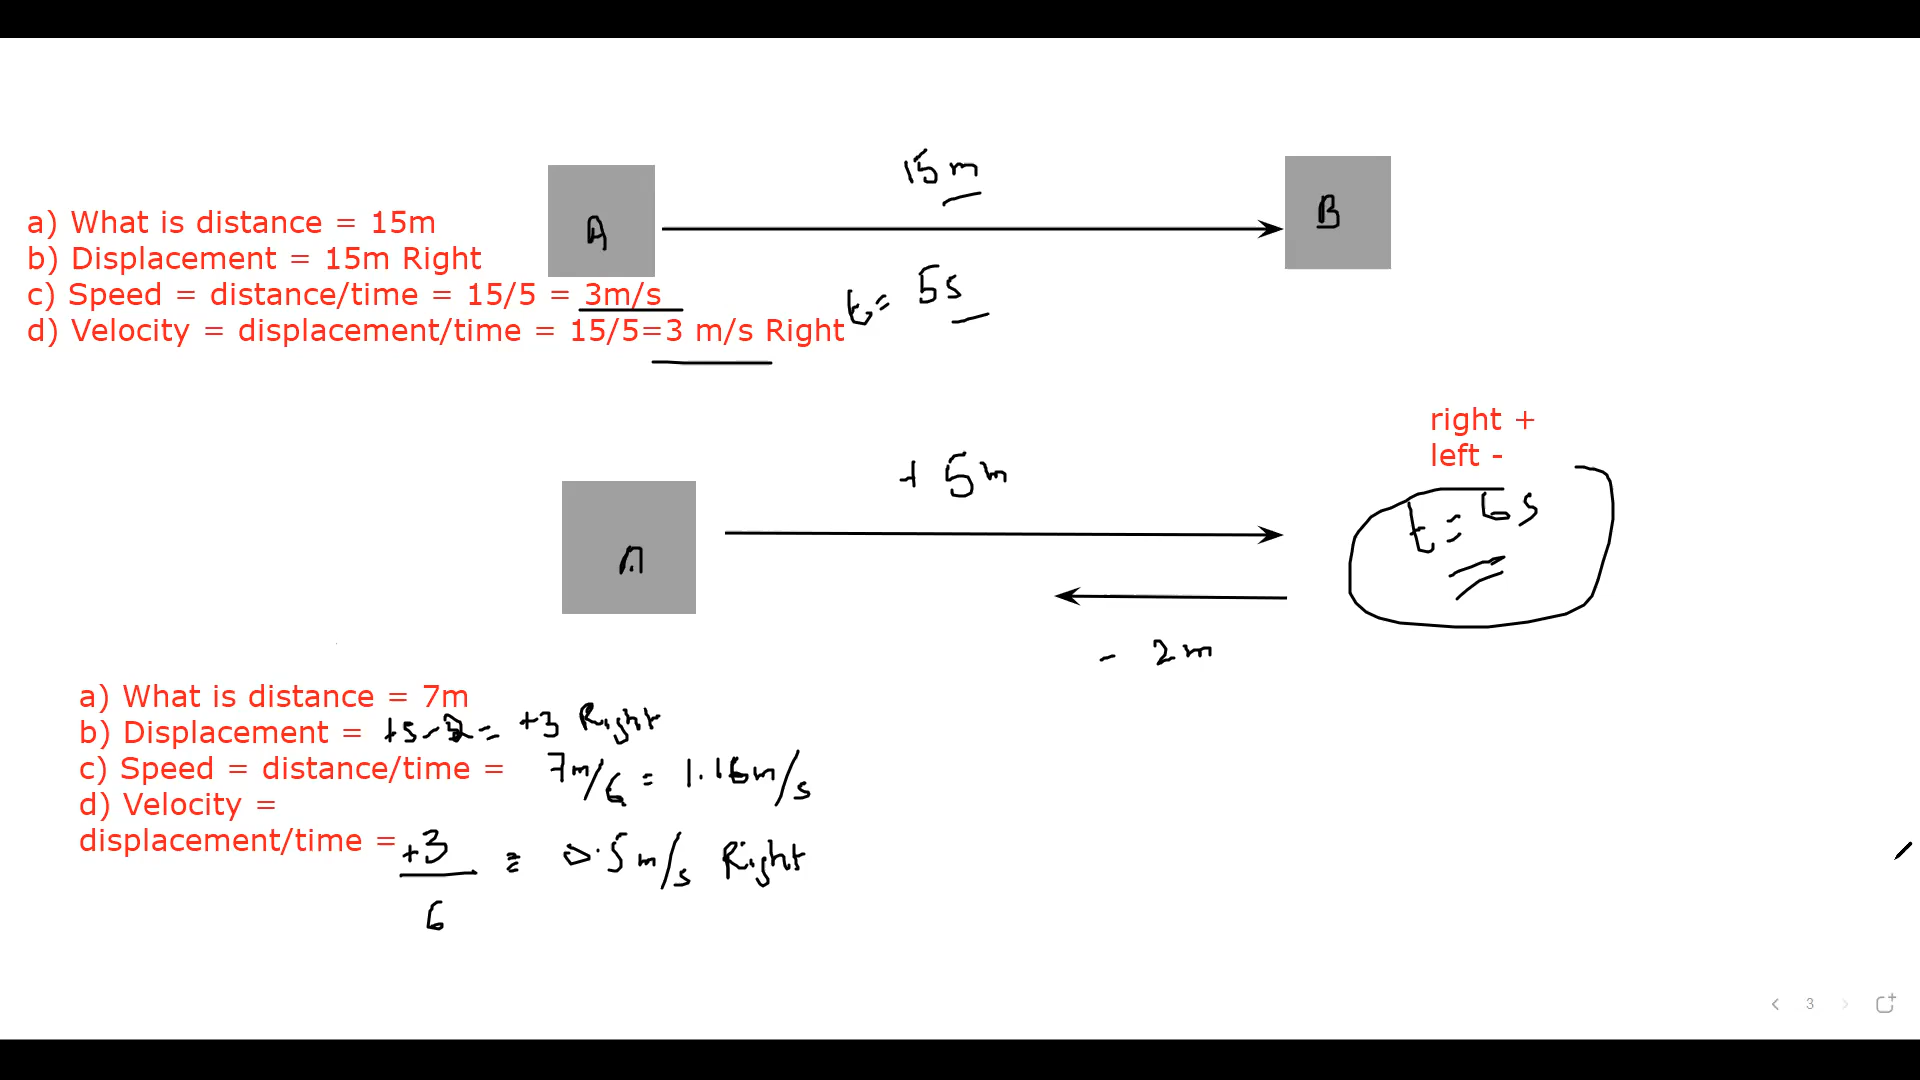 15m
A
B
a) What is distance = 15m
b) Displacement = 15m Right
c) Speed = distance/time = 15/5 = 3m/s
d) Velocity = displacement/time = 15/5=3 m/s Right
t= 5s
right +
left -
+ 5m
t= 6s
A
- 2m
a) What is distance = 7m
b) Displacement = +5-2= +3 Right
c) Speed = distance/time = 7m/6 = 1.16m/s
d) Velocity =
displacement/time = +3/6 = 0.5m/s Right
3